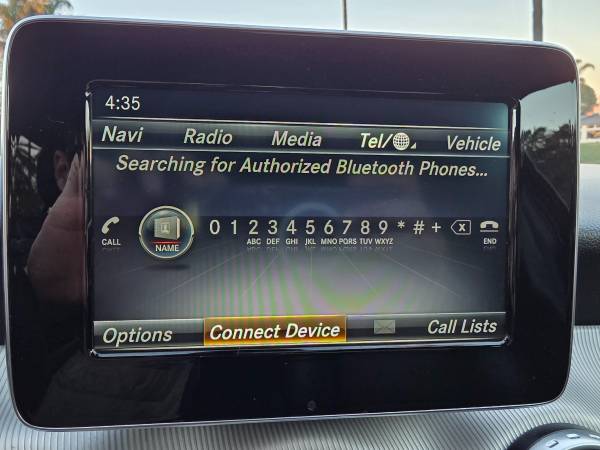 4:35
Navi Radio Media Tel/ Vehicle
Searching for Authorized Bluetooth Phones...
0 1 2 3 4 5 6 7 8 9 * # + x
CALL NAME ABC DEF GHI JKL MNO PQRS TUV WXYZ END
Options Connect Device Call Lists